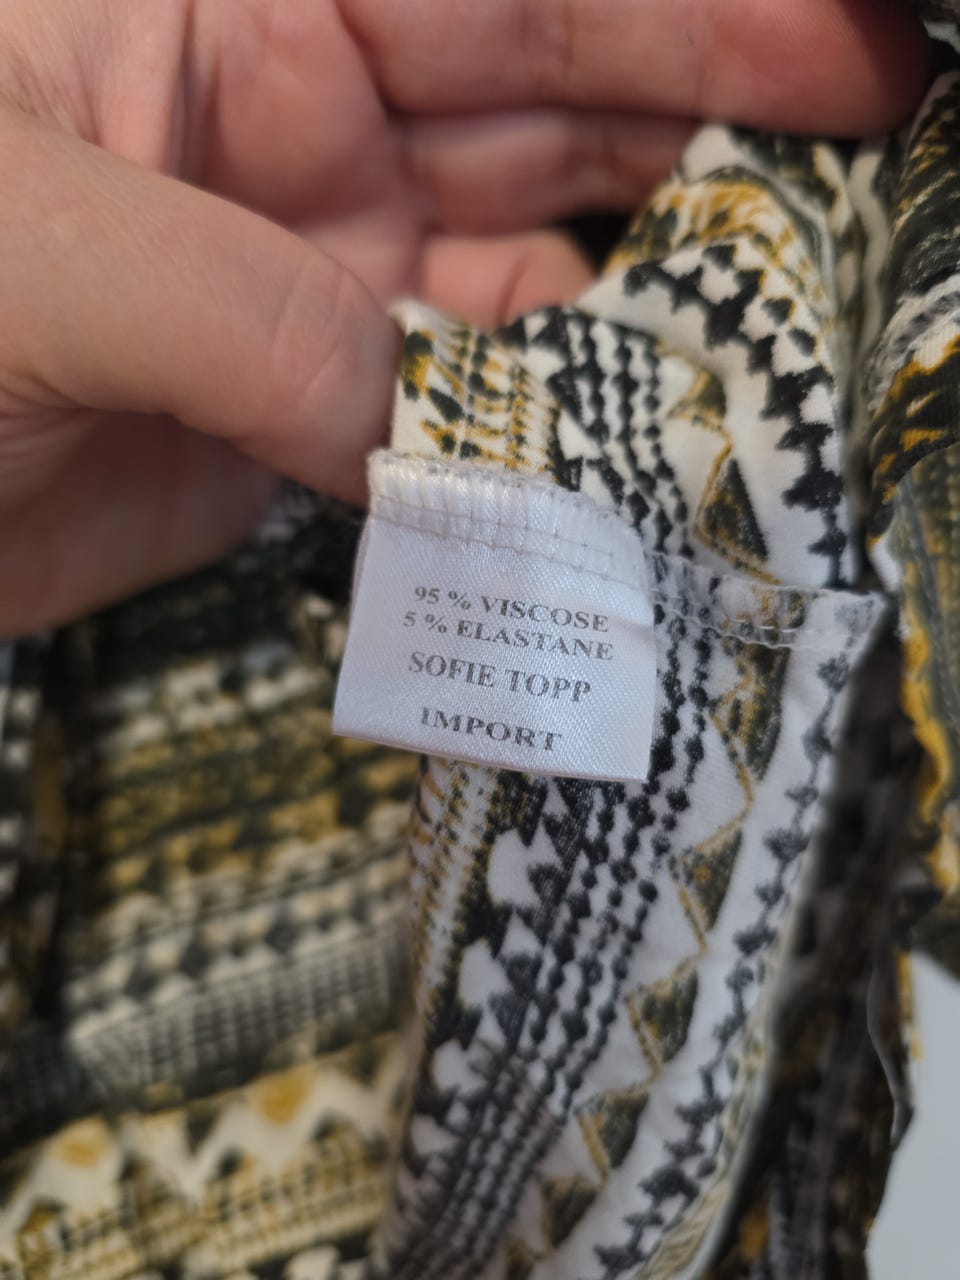 95 % VISCOSE
5 % ELASTANE
SOFIE TOPP
IMPORT